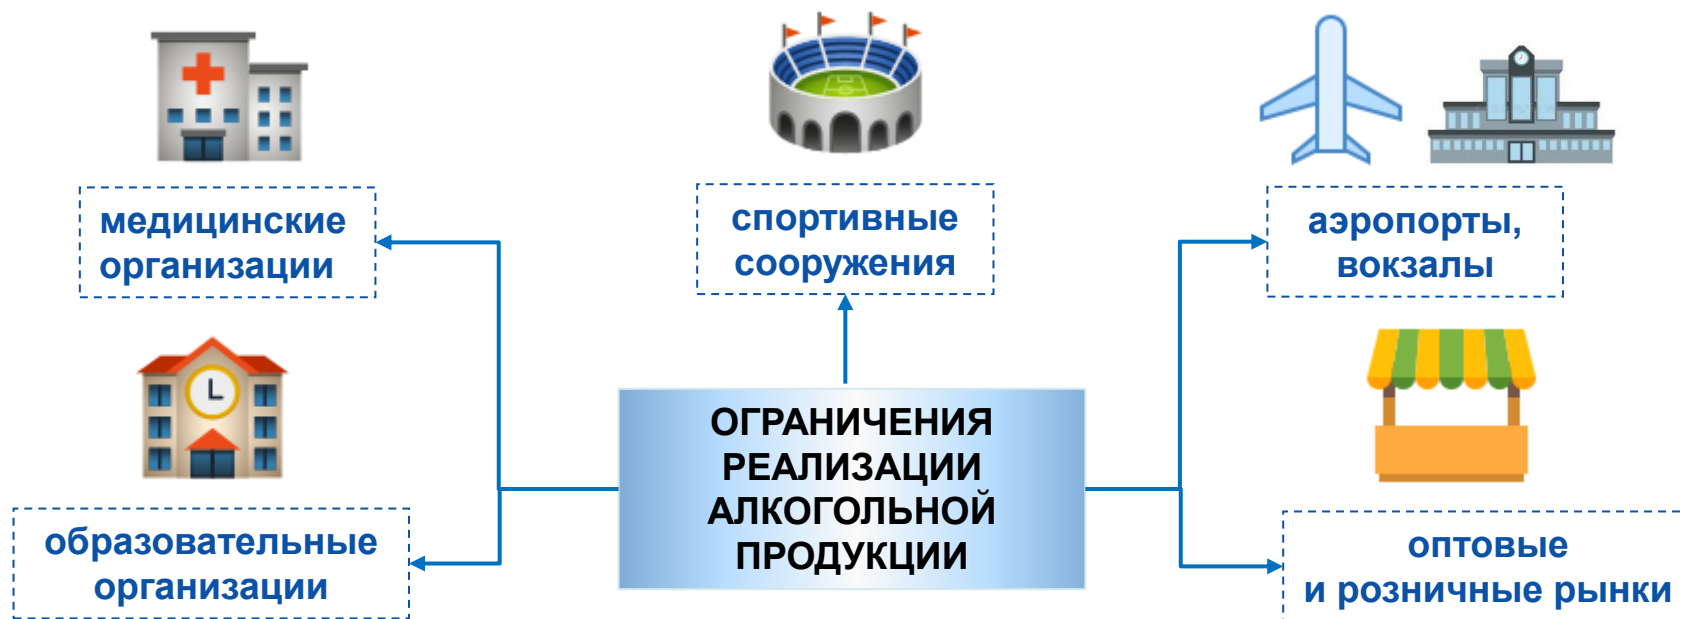 медицинские
организации
спортивные
сооружения
аэропорты,
вокзалы
ОГРАНИЧЕНИЯ
РЕАЛИЗАЦИИ
АЛКОГОЛЬНОЙ
ПРОДУКЦИИ
образовательные
организации
оптовые
и розничные рынки